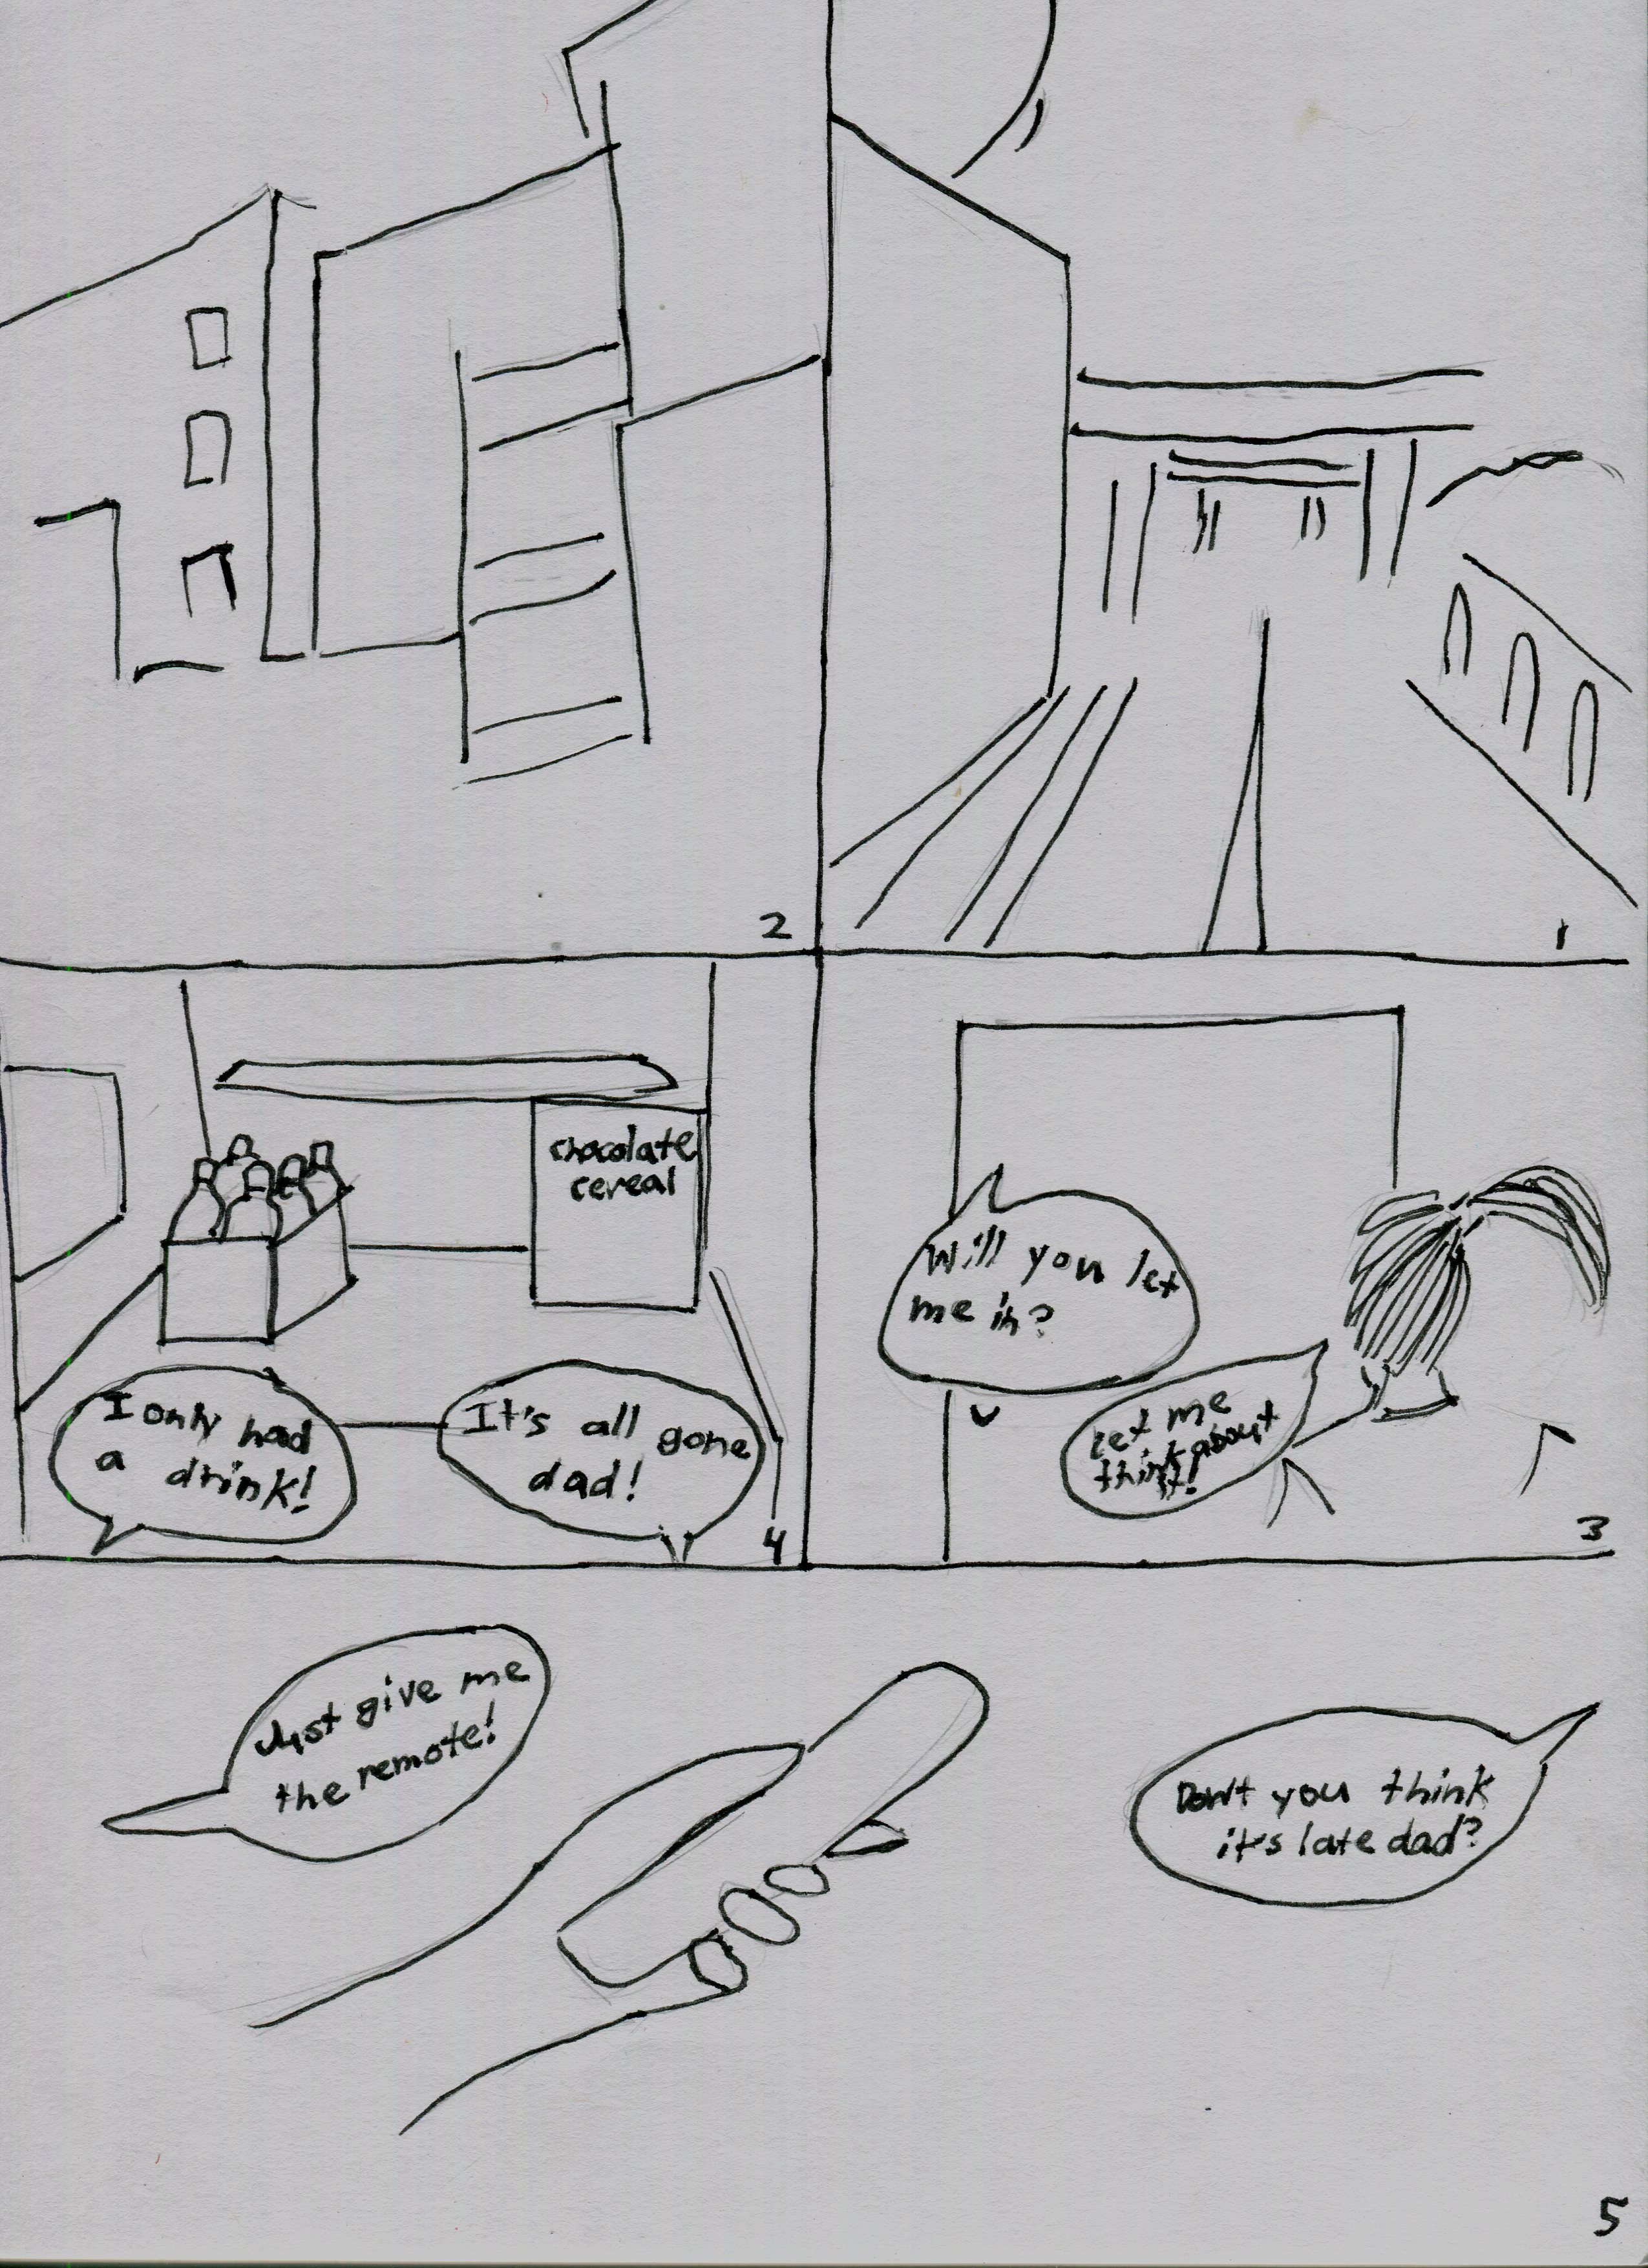 1
2
Will you let
me in?
Let me
think about
it!
3
chocolate
cereal
It's all gone
dad!
I only had
a drink!
4
Don't you think
it's late dad?
Just give me
the remote!
5